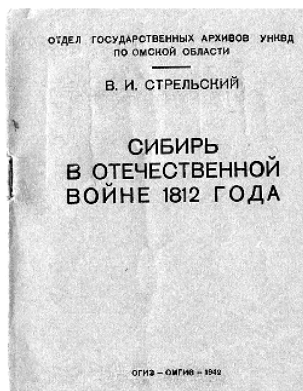 ОТДЕЛ ГОСУДАРСТВЕННЫХ АРХИВОВ УНКВД
ПО ОМСКОЙ ОБЛАСТИ
В. И. СТРЕЛЬСКИЙ
СИБИРЬ
В ОТЕЧЕСТВЕННОЙ
ВОЙНЕ 1812 ГОДА
ОГИЗ — ОМГИЗ — 1942